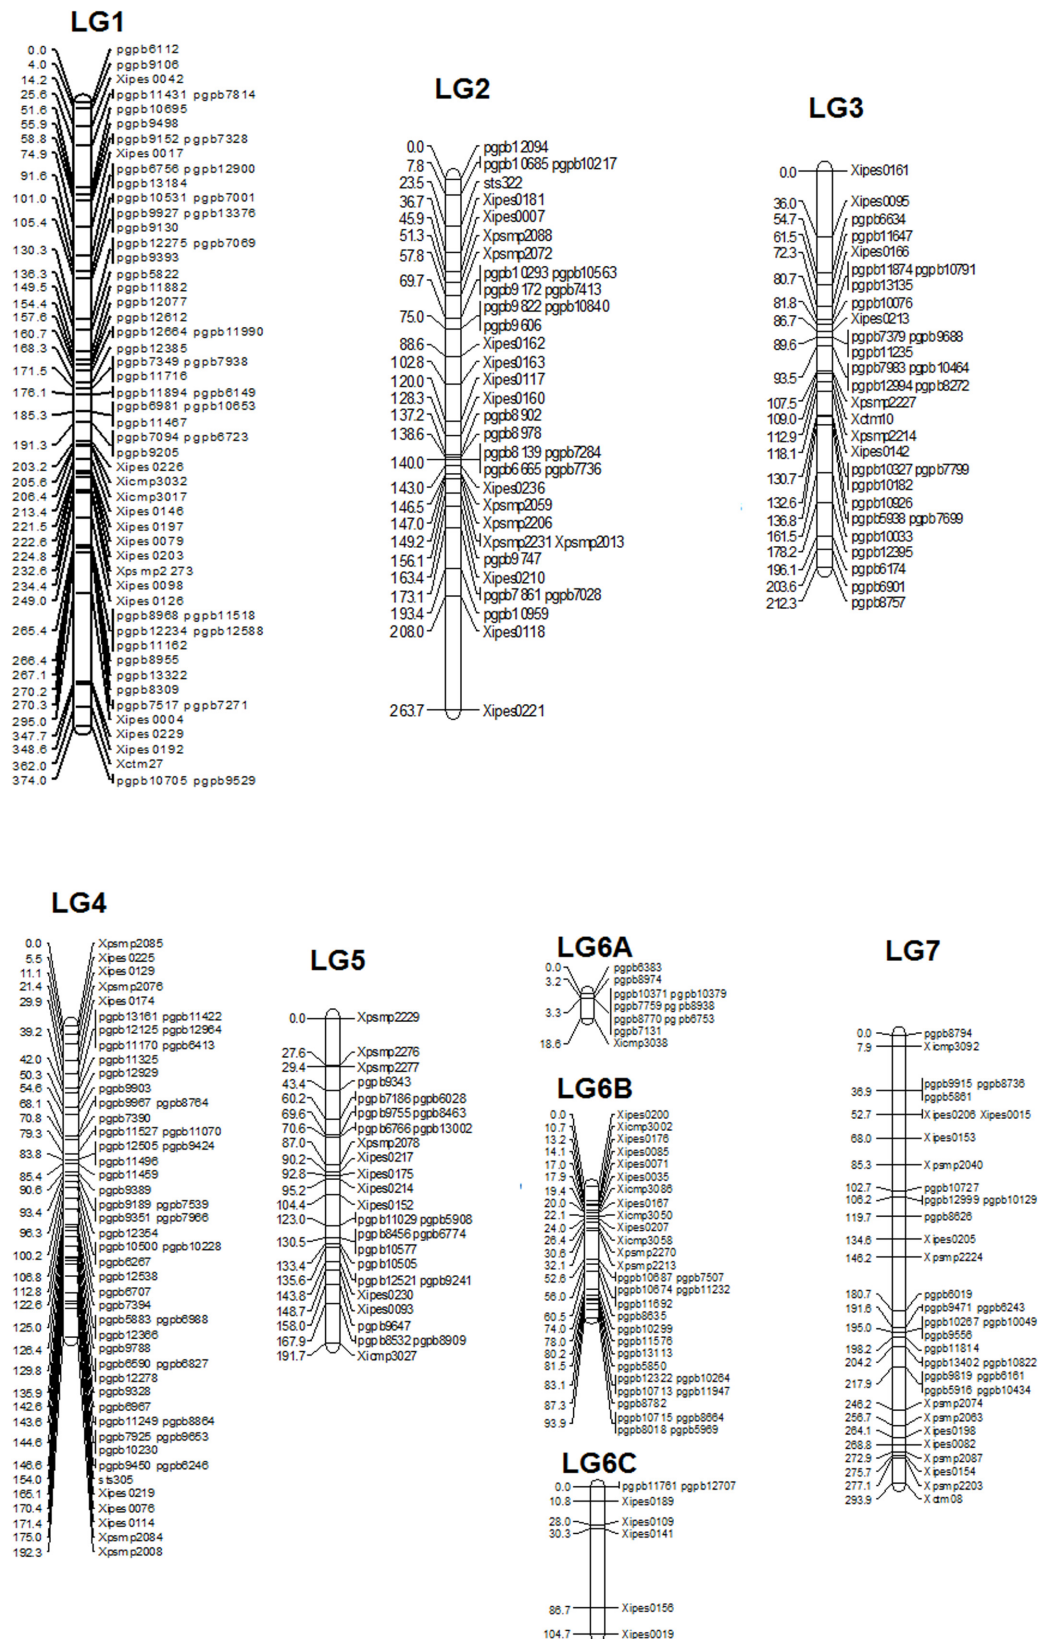 LG1
0.0 pgpb6112
4.0 pgpb9106
14.2 Xipes0042
25.6 pgpb11431 pgpb7814
51.6 pgpb10695
55.9 pgpb9498
58.8 pgpb9152 pgpb7328
74.9 Xipes0017
91.6 pgpb6756 pgpb12900
pgpb13184
101.0 pgpb10531 pgpb7001
105.4 pgpb9927 pgpb13376
pgpb9130
130.3 pgpb12275 pgpb7069
pgpb9393
136.3 pgpb5822
149.5 pgpb11882
154.4 pgpb12077
157.6 pgpb12612
160.7 pgpb12664 pgpb11990
168.3 pgpb12385
171.5 pgpb7349 pgpb7938
pgpb11716
176.1 pgpb11894 pgpb6149
185.3 pgpb6981 pgpb10653
pgpb11467
191.3 pgpb7094 pgpb6723
pgpb9205
203.2 Xipes0226
205.6 Xicmp3032
206.4 Xicmp3017
213.4 Xipes0146
221.5 Xipes0197
222.6 Xipes0079
224.8 Xipes0203
232.6 Xpsmp2273
234.4 Xipes0098
249.0 Xipes0126
265.4 pgpb8968 pgpb11518
pgpb12234 pgpb12588
pgpb11162
266.4 pgpb8955
267.1 pgpb13322
270.2 pgpb8309
270.3 pgpb7517 pgpb7271
295.0 Xipes0004
347.7 Xipes0229
348.6 Xipes0192
362.0 Xctm27
374.0 pgpb10705 pgpb9529
LG2
0.0 pgpb12094
7.8 pgpb10685 pgpb10217
23.5 sts322
36.7 Xipes0181
45.9 Xipes0007
51.3 Xpsmp2088
57.8 Xpsmp2072
69.7 pgpb10293 pgpb10563
pgpb9172 pgpb7413
75.0 pgpb9822 pgpb10840
pgpb9606
88.6 Xipes0162
102.8 Xipes0163
120.0 Xipes0117
128.3 Xipes0160
137.2 pgpb8902
138.6 pgpb8978
140.0 pgpb8139 pgpb7284
pgpb6665 pgpb7736
143.0 Xipes0236
146.5 Xpsmp2059
147.0 Xpsmp2206
149.2 Xpsmp2231 Xpsmp2013
156.1 pgpb9747
163.4 Xipes0210
173.1 pgpb7861 pgpb7028
193.4 pgpb10959
208.0 Xipes0118
263.7 Xipes0221
LG3
0.0 Xipes0161
36.0 Xipes0095
54.7 pgpb6634
61.5 pgpb11647
72.3 Xipes0166
80.7 pgpb11874 pgpb10791
pgpb13135
81.8 pgpb10076
86.7 Xipes0213
89.6 pgpb7379 pgpb9688
pgpb11235
93.5 pgpb7983 pgpb10464
pgpb12994 pgpb8272
107.5 Xpsmp2227
109.0 Xctm10
112.9 Xpsmp2214
118.1 Xipes0142
130.7 pgpb10327 pgpb7799
pgpb10182
132.6 pgpb10926
136.8 pgpb5938 pgpb7699
161.5 pgpb10033
178.2 pgpb12395
196.1 pgpb6174
203.6 pgpb6901
212.3 pgpb8757
LG4
0.0 Xpsmp2085
5.5 Xipes0225
11.1 Xipes0129
21.4 Xpsmp2076
29.9 Xipes0174
39.2 pgpb13161 pgpb11422
pgpb12125 pgpb12964
pgpb11170 pgpb6413
42.0 pgpb11325
50.3 pgpb12929
54.6 pgpb9903
68.1 pgpb9967 pgpb8764
70.8 pgpb7390
79.3 pgpb11527 pgpb11070
83.8 pgpb12505 pgpb9424
pgpb11496
85.4 pgpb11459
90.6 pgpb9389
93.4 pgpb9189 pgpb7539
pgpb9351 pgpb7966
96.3 pgpb12354
100.2 pgpb10500 pgpb10228
pgpb6267
106.8 pgpb12538
112.8 pgpb6707
122.6 pgpb7394
125.0 pgpb5883 pgpb6988
pgpb12366
126.4 pgpb9788
129.8 pgpb6590 pgpb6827
pgpb12278
135.9 pgpb9328
142.6 pgpb6967
143.6 pgpb11249 pgpb8864
144.6 pgpb7925 pgpb9653
pgpb10230
146.6 pgpb9450 pgpb6246
154.0 sts305
165.1 Xipes0219
170.4 Xipes0076
171.4 Xipes0114
175.0 Xpsmp2084
192.3 Xpsmp2008
LG5
0.0 Xpsmp2229
27.6 Xpsmp2276
29.4 Xpsmp2277
43.4 pgpb9343
60.2 pgpb7186 pgpb6028
69.6 pgpb9755 pgpb8463
70.6 pgpb6766 pgpb13002
87.0 Xpsmp2078
90.2 Xipes0217
92.8 Xipes0175
95.2 Xipes0214
104.4 Xipes0152
123.0 pgpb11029 pgpb5908
130.5 pgpb8456 pgpb6774
pgpb10577
133.4 pgpb10505
135.6 pgpb12521 pgpb9241
143.8 Xipes0230
148.7 Xipes0093
158.0 pgpb9647
167.9 pgpb8532 pgpb8909
191.7 Xicmp3027
LG6A
0.0 pgpb6383
3.2 pgpb8974
3.3 pgpb10371 pgpb10379
pgpb7759 pgpb8938
pgpb8770 pgpb6753
pgpb7131
18.6 Xicmp3038
LG6B
0.0 Xipes0200
10.7 Xicmp3002
13.2 Xipes0176
14.1 Xipes0085
17.0 Xipes0071
17.9 Xipes0035
19.4 Xicmp3086
20.0 Xipes0167
22.1 Xicmp3050
24.0 Xipes0207
26.4 Xicmp3058
30.6 Xpsmp2270
32.1 Xpsmp2213
52.6 pgpb10687 pgpb7507
56.0 pgpb10674 pgpb11232
pgpb11692
60.5 pgpb8635
74.0 pgpb10299
78.0 pgpb11576
80.2 pgpb13113
81.5 pgpb5850
83.1 pgpb12322 pgpb10264
pgpb10713 pgpb11947
87.3 pgpb8782
93.9 pgpb10715 pgpb8664
pgpb8018 pgpb5969
LG6C
0.0 pgpb11761 pgpb12707
10.8 Xipes0189
28.0 Xipes0109
30.3 Xipes0141
86.7 Xipes0156
104.7 Xipes0019
LG7
0.0 pgpb8794
7.9 Xicmp3092
36.9 pgpb9915 pgpb8736
pgpb5861
52.7 Xipes0206 Xipes0015
68.0 Xipes0153
85.3 Xpsmp2040
102.7 pgpb10727
106.2 pgpb12999 pgpb10129
119.7 pgpb8626
134.6 Xipes0205
146.2 Xpsmp2224
180.7 pgpb6019
191.6 pgpb9471 pgpb6243
195.0 pgpb10267 pgpb10049
pgpb9556
198.2 pgpb11814
204.2 pgpb13402 pgpb10822
217.9 pgpb9819 pgpb6161
pgpb5916 pgpb10434
246.2 Xpsmp2074
256.7 Xpsmp2063
264.1 Xipes0198
268.8 Xipes0082
272.9 Xpsmp2087
275.7 Xipes0154
277.1 Xpsmp2203
293.9 Xctm08